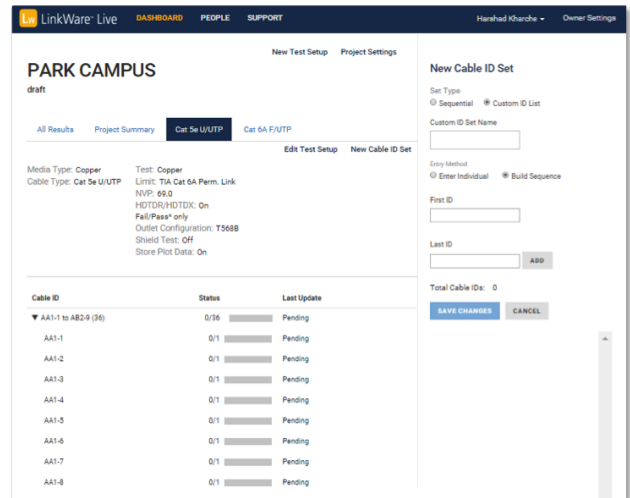 Lw LinkWare™ Live DASHBOARD PEOPLE SUPPORT Harshad Kharche Owner Settings
New Test Setup Project Settings
PARK CAMPUS
draft
All Results Project Summary Cat 5e U/UTP Cat 6A F/UTP
Edit Test Setup New Cable ID Set
Media Type: Copper
Cable Type: Cat 5e U/UTP
Test: Copper
Limit: TIA Cat 6A Perm. Link
NVP: 69.0
HDTDR/HDTDX: On
Fail/Pass* only
Outlet Configuration: T568B
Shield Test: Off
Store Plot Data: On
Cable ID Status Last Update
▼ AA1-1 to AB2-9 (36) 0/36 Pending
AA1-1 0/1 Pending
AA1-2 0/1 Pending
AA1-3 0/1 Pending
AA1-4 0/1 Pending
AA1-5 0/1 Pending
AA1-6 0/1 Pending
AA1-7 0/1 Pending
AA1-8 0/1 Pending
New Cable ID Set
Set Type
Sequential Custom ID List
Custom ID Set Name
Entry Method
Enter Individual Build Sequence
First ID
Last ID
ADD
Total Cable IDs: 0
SAVE CHANGES CANCEL